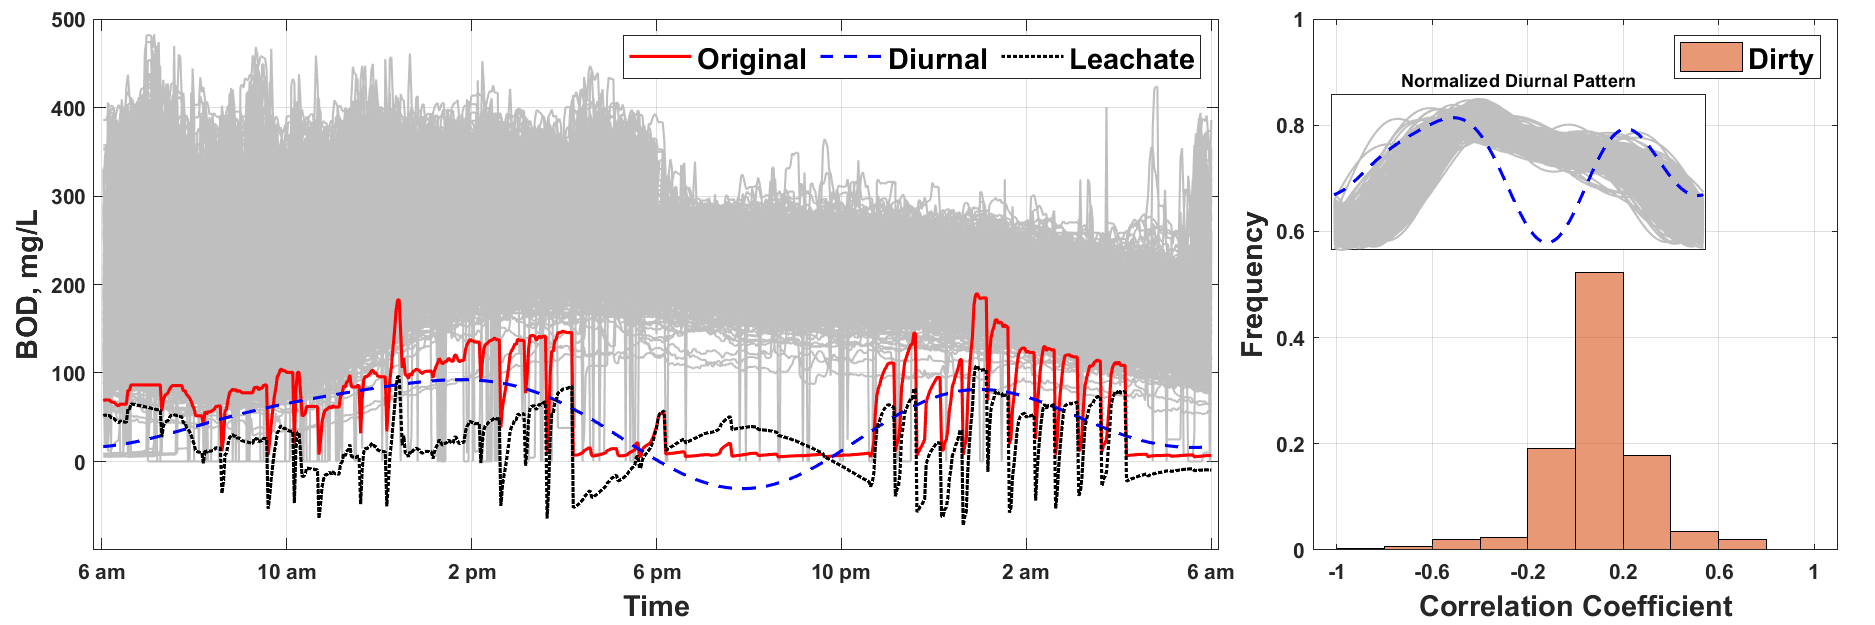 500
400
300
200
100
0
BOD, mg/L
Original
Diurnal
Leachate
6 am
10 am
2 pm
6 pm
10 pm
2 am
6 am
Time
1
0.8
0.6
0.4
0.2
0
Frequency
Dirty
Normalized Diurnal Pattern
-1
-0.6
-0.2
0.2
0.6
1
Correlation Coefficient